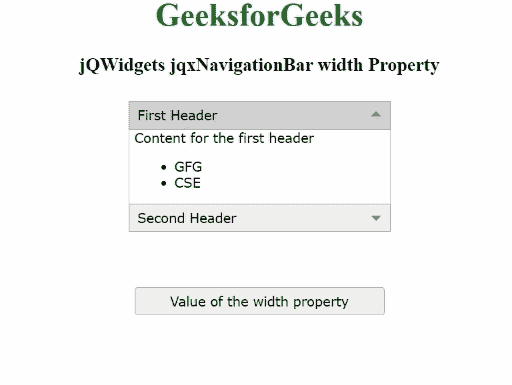 GeeksforGeeks
jQWidgets jqxNavigationBar width Property
First Header
Content for the first header
GFG
CSE
Second Header
Value of the width property